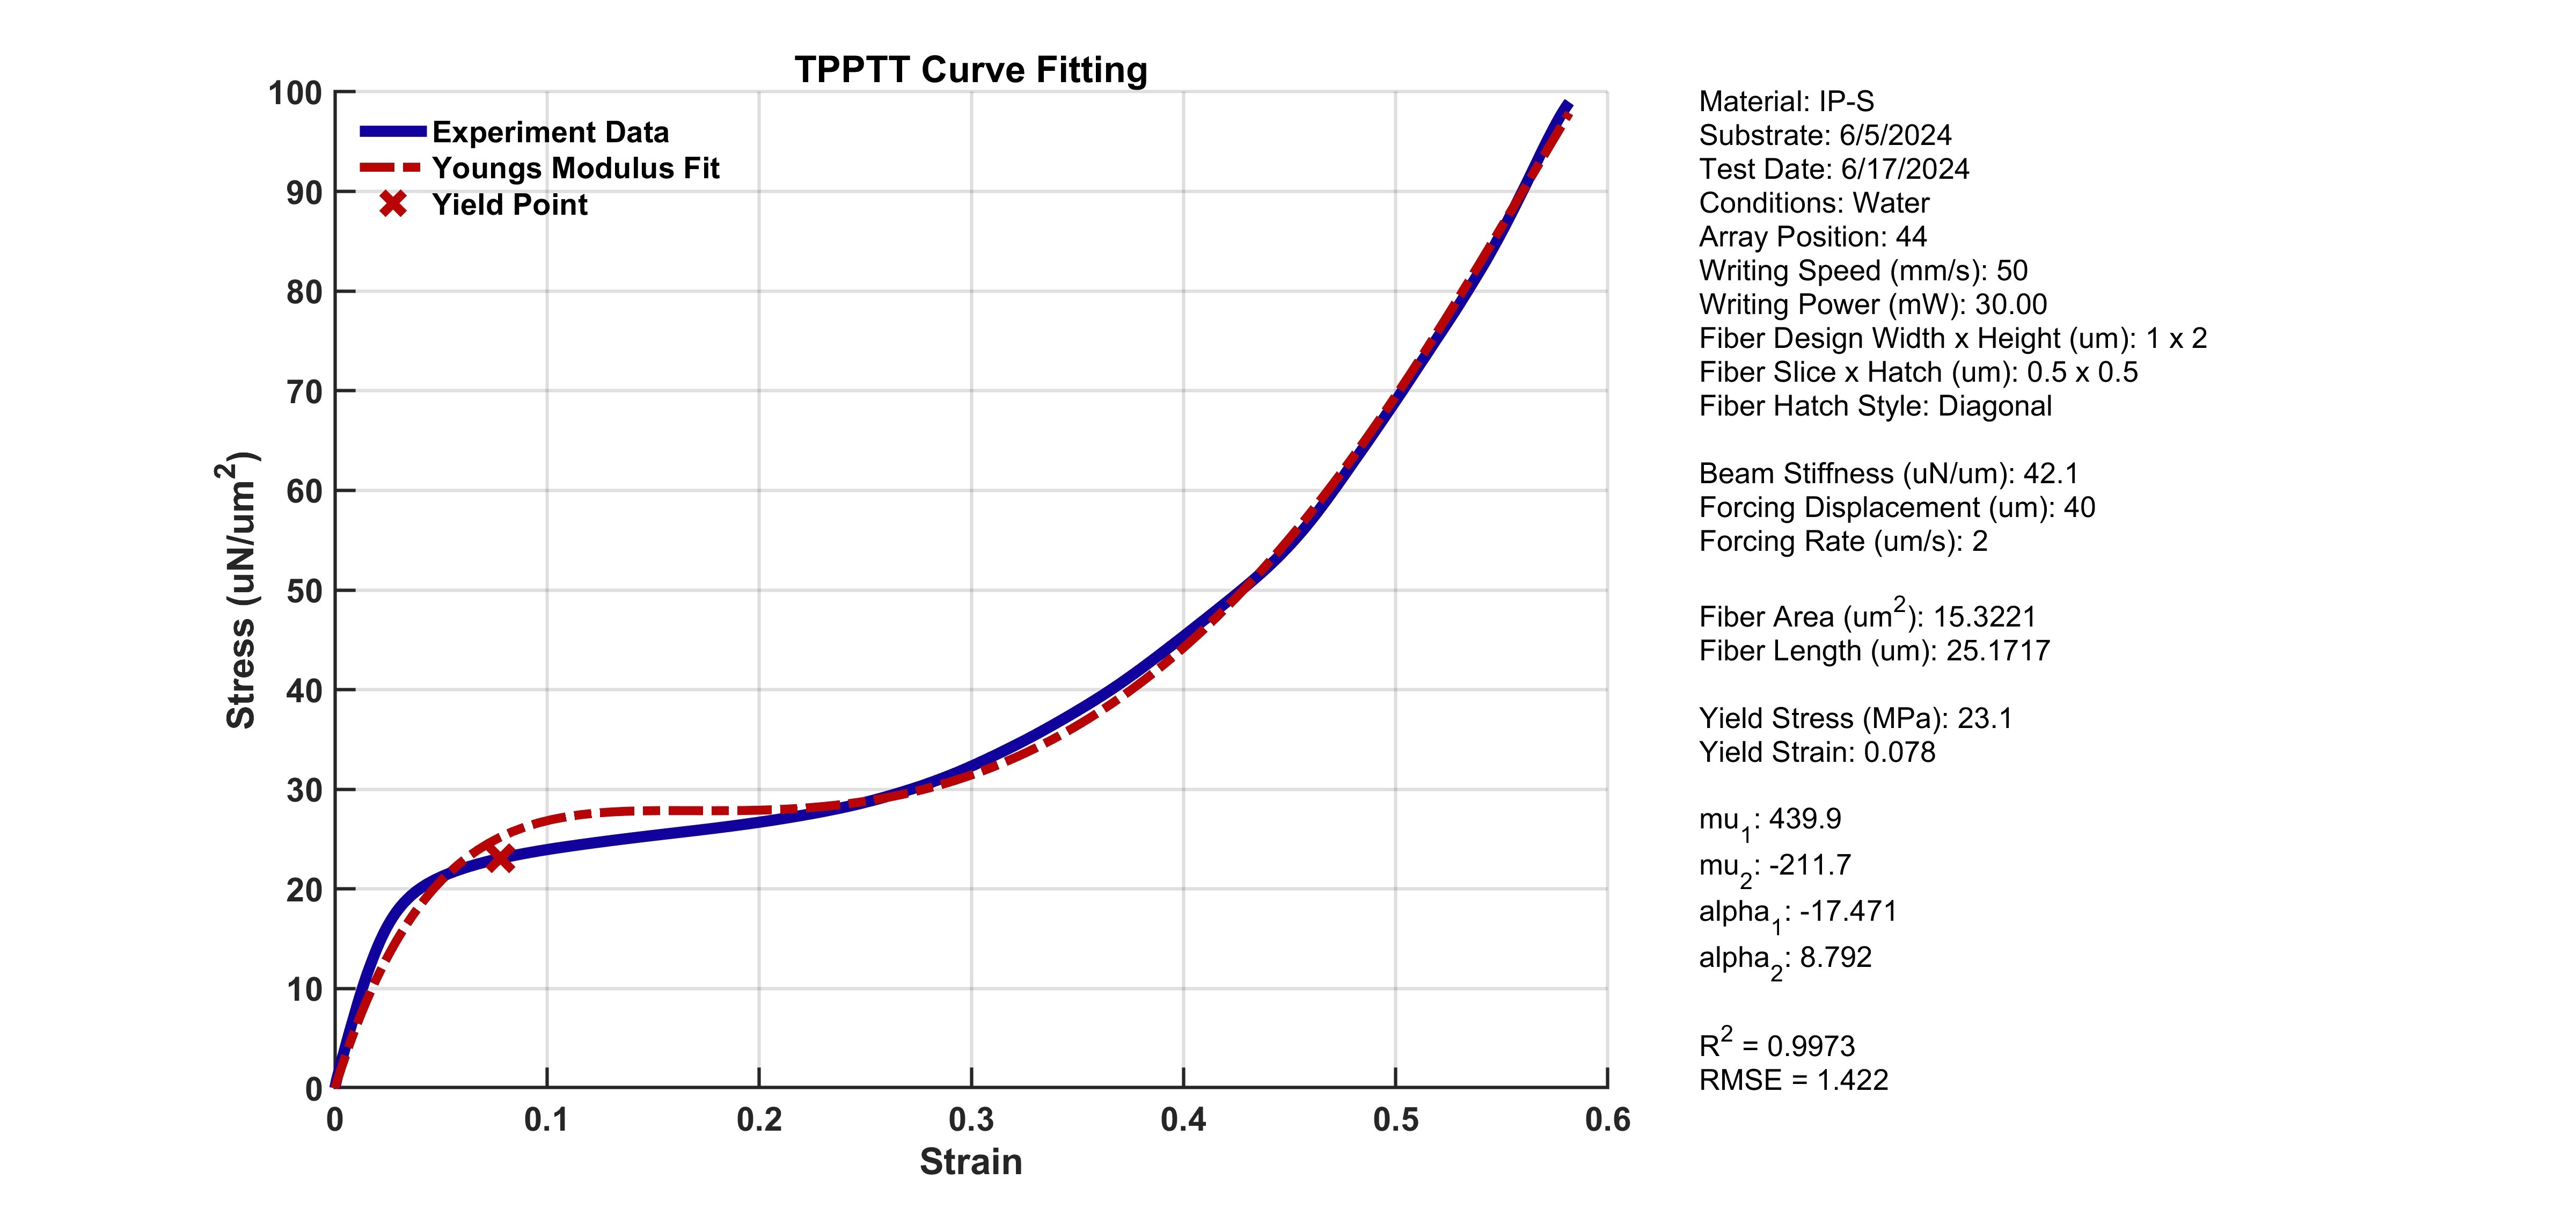 TPPTT Curve Fitting
Experiment Data
Youngs Modulus Fit
Yield Point
100
90
80
70
60
50
40
30
20
10
0
Stress (uN/um²)
0 0.1 0.2 0.3 0.4 0.5 0.6
Strain
Material: IP-S
Substrate: 6/5/2024
Test Date: 6/17/2024
Conditions: Water
Array Position: 44
Writing Speed (mm/s): 50
Writing Power (mW): 30.00
Fiber Design Width x Height (um): 1 x 2
Fiber Slice x Hatch (um): 0.5 x 0.5
Fiber Hatch Style: Diagonal
Beam Stiffness (uN/um): 42.1
Forcing Displacement (um): 40
Forcing Rate (um/s): 2
Fiber Area (um²): 15.3221
Fiber Length (um): 25.1717
Yield Stress (MPa): 23.1
Yield Strain: 0.078
mu₁: 439.9
mu₂: -211.7
alpha₁: -17.471
alpha₂: 8.792
R² = 0.9973
RMSE = 1.422